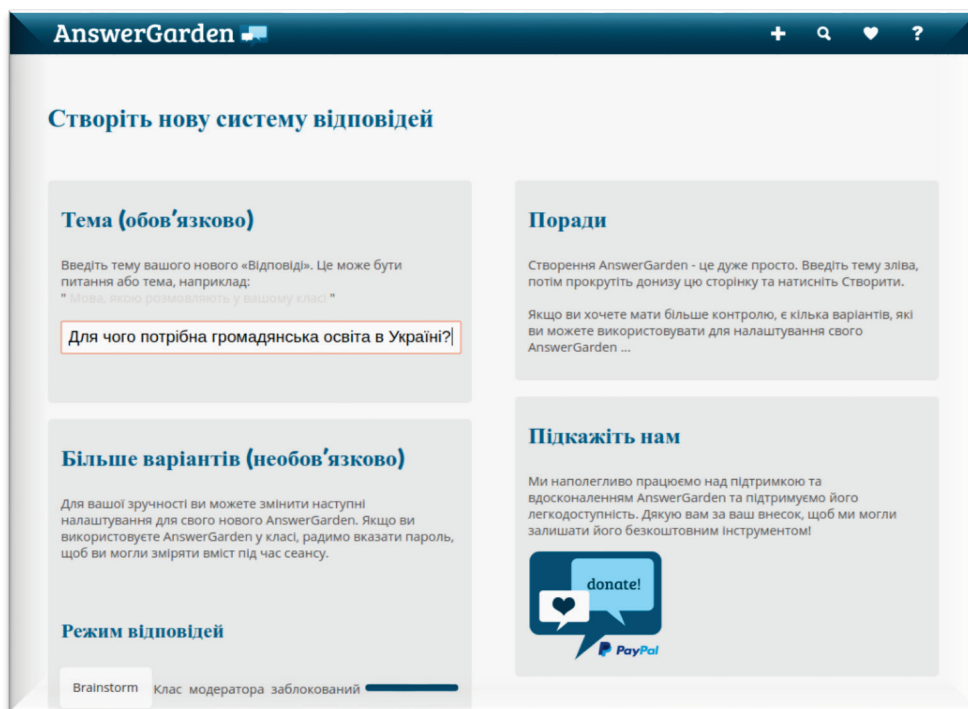 AnswerGarden
Створіть нову систему відповідей
Тема (обов'язково)
Введіть тему вашого нового «Відповіді». Це може бути
питання або тема, наприклад:
" Мова, якою розмовляють у вашому класі "
Для чого потрібна громадянська освіта в Україні?
Більше варіантів (необов'язково)
Для вашої зручності ви можете змінити наступні
налаштування для свого нового AnswerGarden. Якщо ви
використовуєте AnswerGarden у класі, радимо вказати пароль,
щоб ви могли зміряти вміст під час сеансу.
Режим відповідей
Brainstorm Клас модератора заблокований
Поради
Створення AnswerGarden - це дуже просто. Введіть тему зліва,
потім прокрутіть донизу цю сторінку та натисніть Створити.
Якщо ви хочете мати більше контролю, є кілька варіантів, які
ви можете використовувати для налаштування свого
AnswerGarden ...
Підкажіть нам
Ми наполегливо працюємо над підтримкою та
вдосконаленням AnswerGarden та підтримуємо його
легкодоступність. Дякую вам за ваш внесок, щоб ми могли
залишати його безкоштовним інструментом!
donate!
PayPal